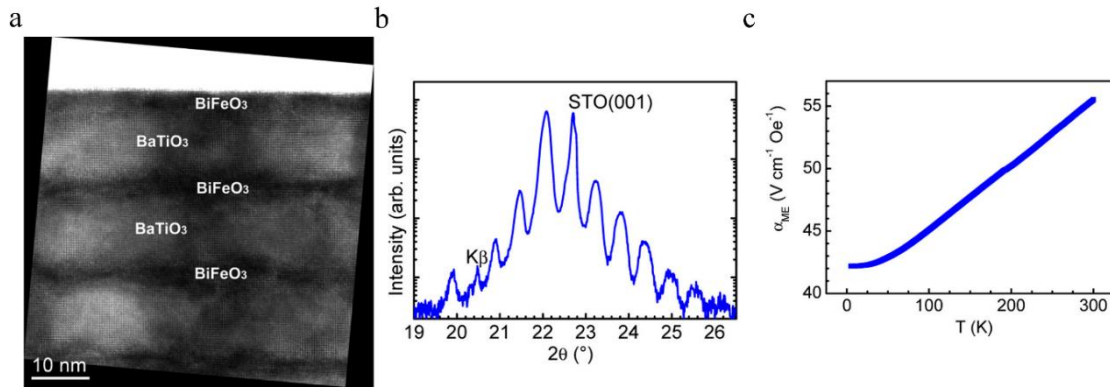 a
BiFeO₃
BaTiO₃
BiFeO₃
BaTiO₃
BiFeO₃
10 nm
b
STO(001)
Kβ
Intensity (arb. units)
19 20 21 22 23 24 25 26
2θ (°)
c
α_ME (V cm⁻¹ Oe⁻¹)
55
50
45
40
0 100 200 300
T (K)